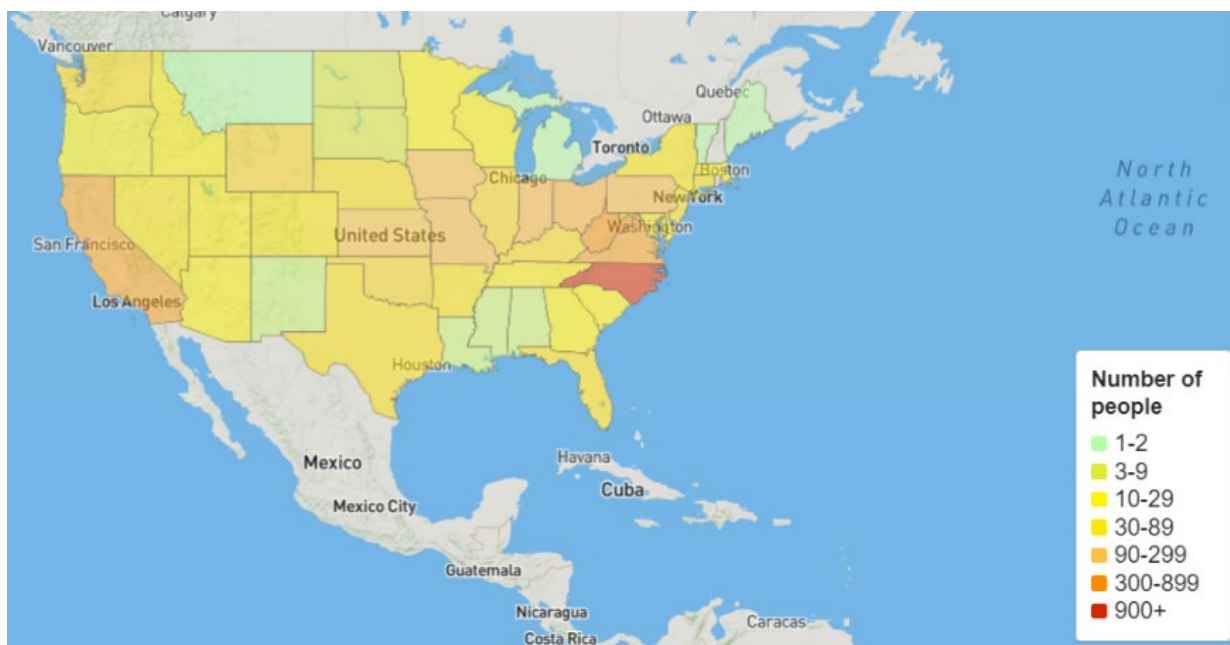 Calgary
Vancouver
Quebec
Ottawa
Toronto
Chicago
Boston
New York
North
Atlantic
Ocean
Washington
United States
San Francisco
Los Angeles
Houston
Number of
people
1-2
3-9
10-29
30-89
90-299
300-899
900+
Havana
Mexico
Cuba
Mexico City
Guatemala
Nicaragua
Caracas
Costa Rica